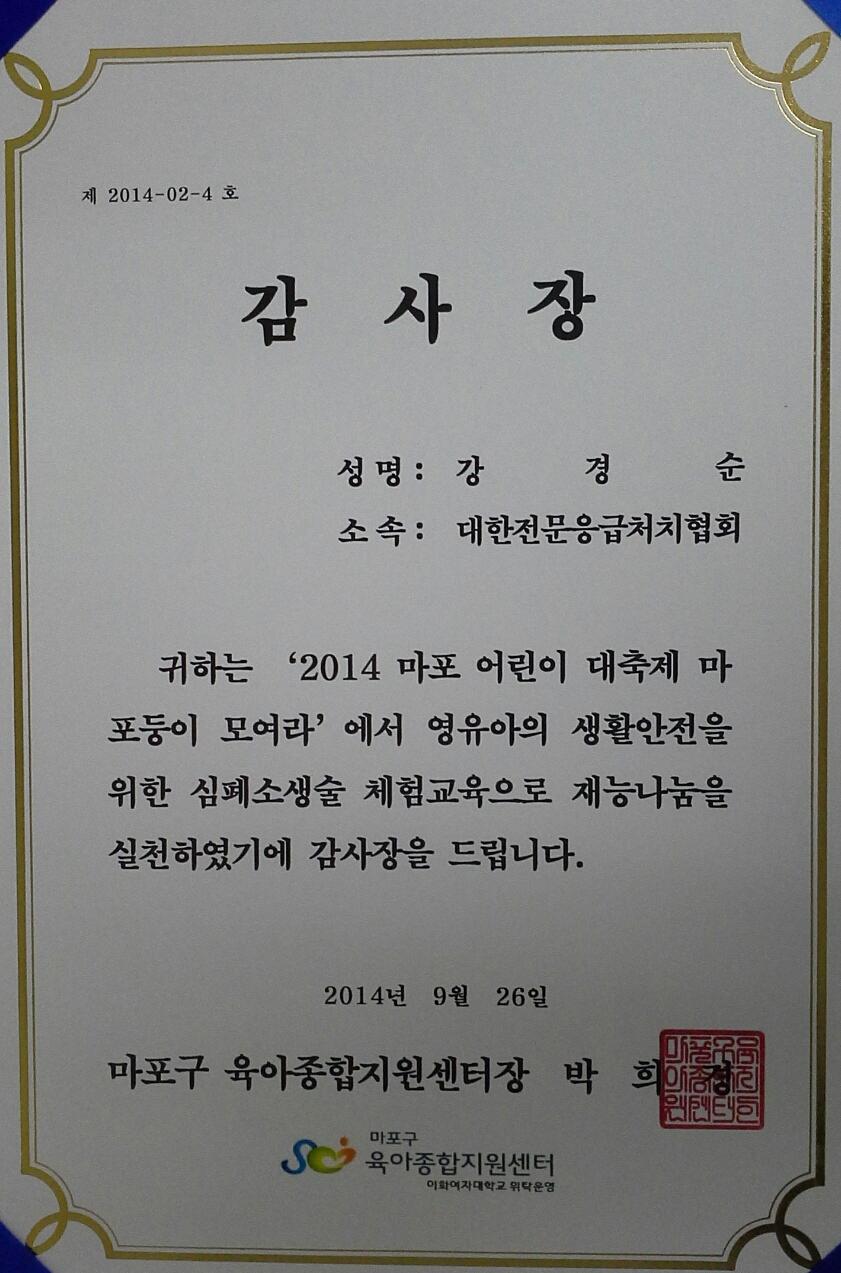 제 2014-02-4 호
감 사 장
성명: 강 경 순
소속: 대한전문응급처치협회
귀하는 ‘2014 마포 어린이 대축제 마
포둥이 모여라’ 에서 영유아의 생활안전을
위한 심폐소생술 체험교육으로 재능나눔을
실천하였기에 감사장을 드립니다.
2014년 9월 26일
마포구 육아종합지원센터장 박 희 경
마포구
육아종합지원센터
이화여자대학교 위탁운영